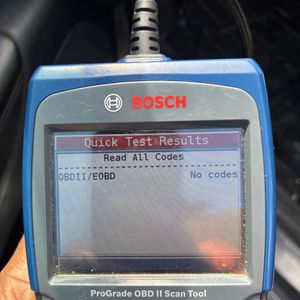 BOSCH
Quick Test Results
Read All Codes
OBDII/EOBD No codes
ProGrade OBD II Scan Tool